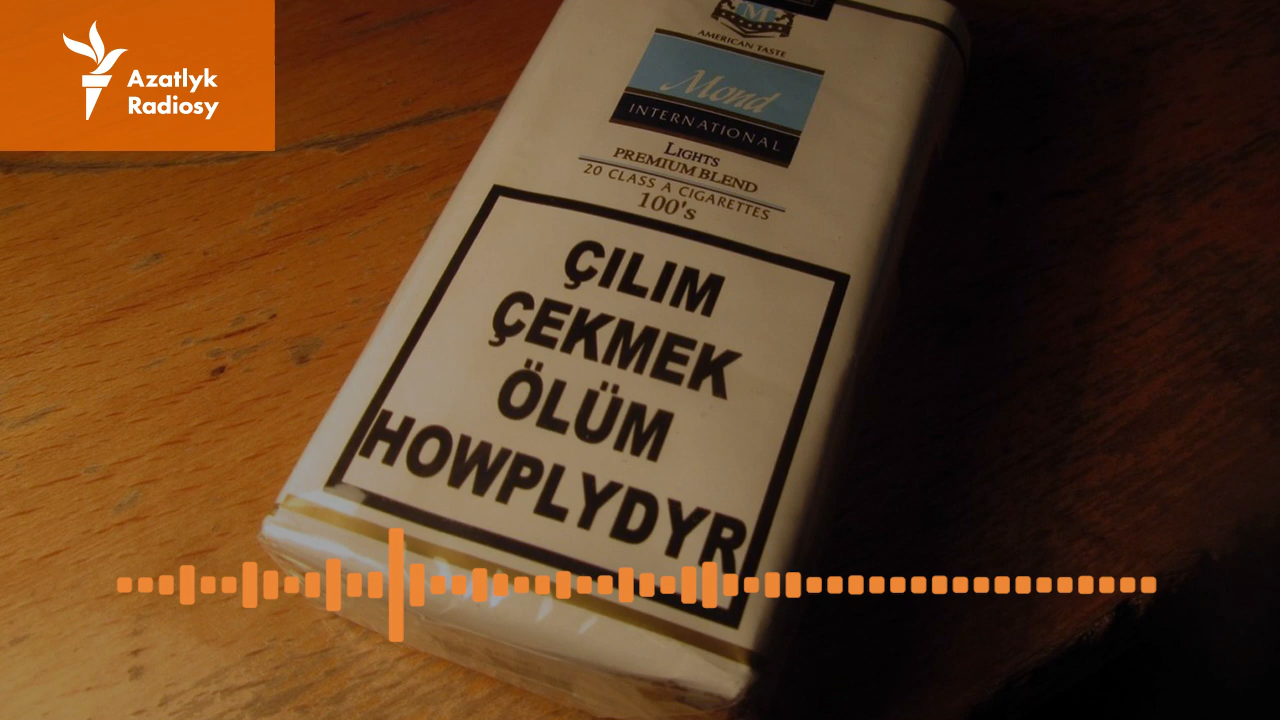 Azatlyk
Radiosy
M
AMERICAN TASTE
Mond
INTERNATIONAL
LIGHTS
PREMIUM BLEND
20 CLASS A CIGARETTES
100's
ÇILIM
ÇEKMEK
ÖLÜM
HOWPLYDYR